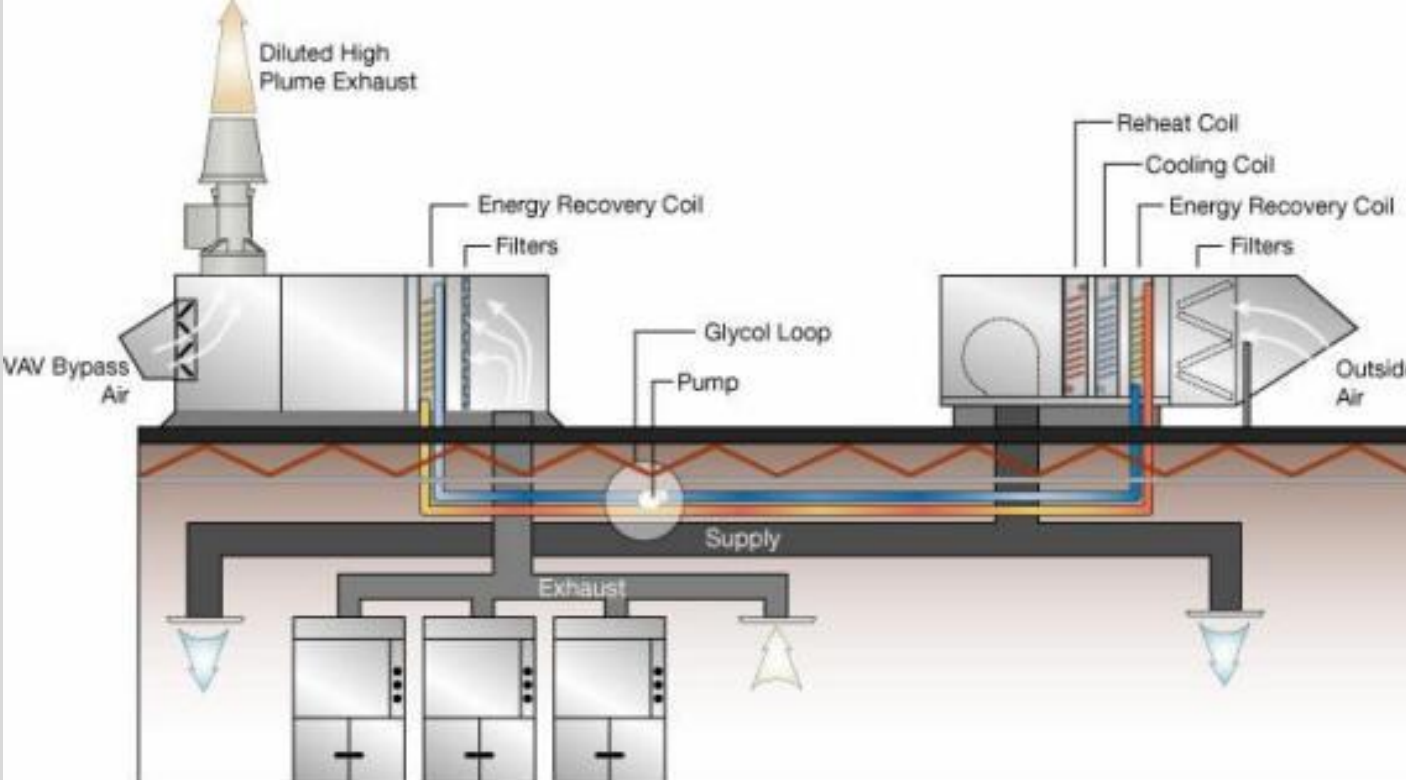 Diluted High
Plume Exhaust
Reheat Coil
Cooling Coil
Energy Recovery Coil
Energy Recovery Coil
Filters
Filters
Glycol Loop
VAV Bypass
Air
Pump
Outsid
Air
Supply
Exhaust